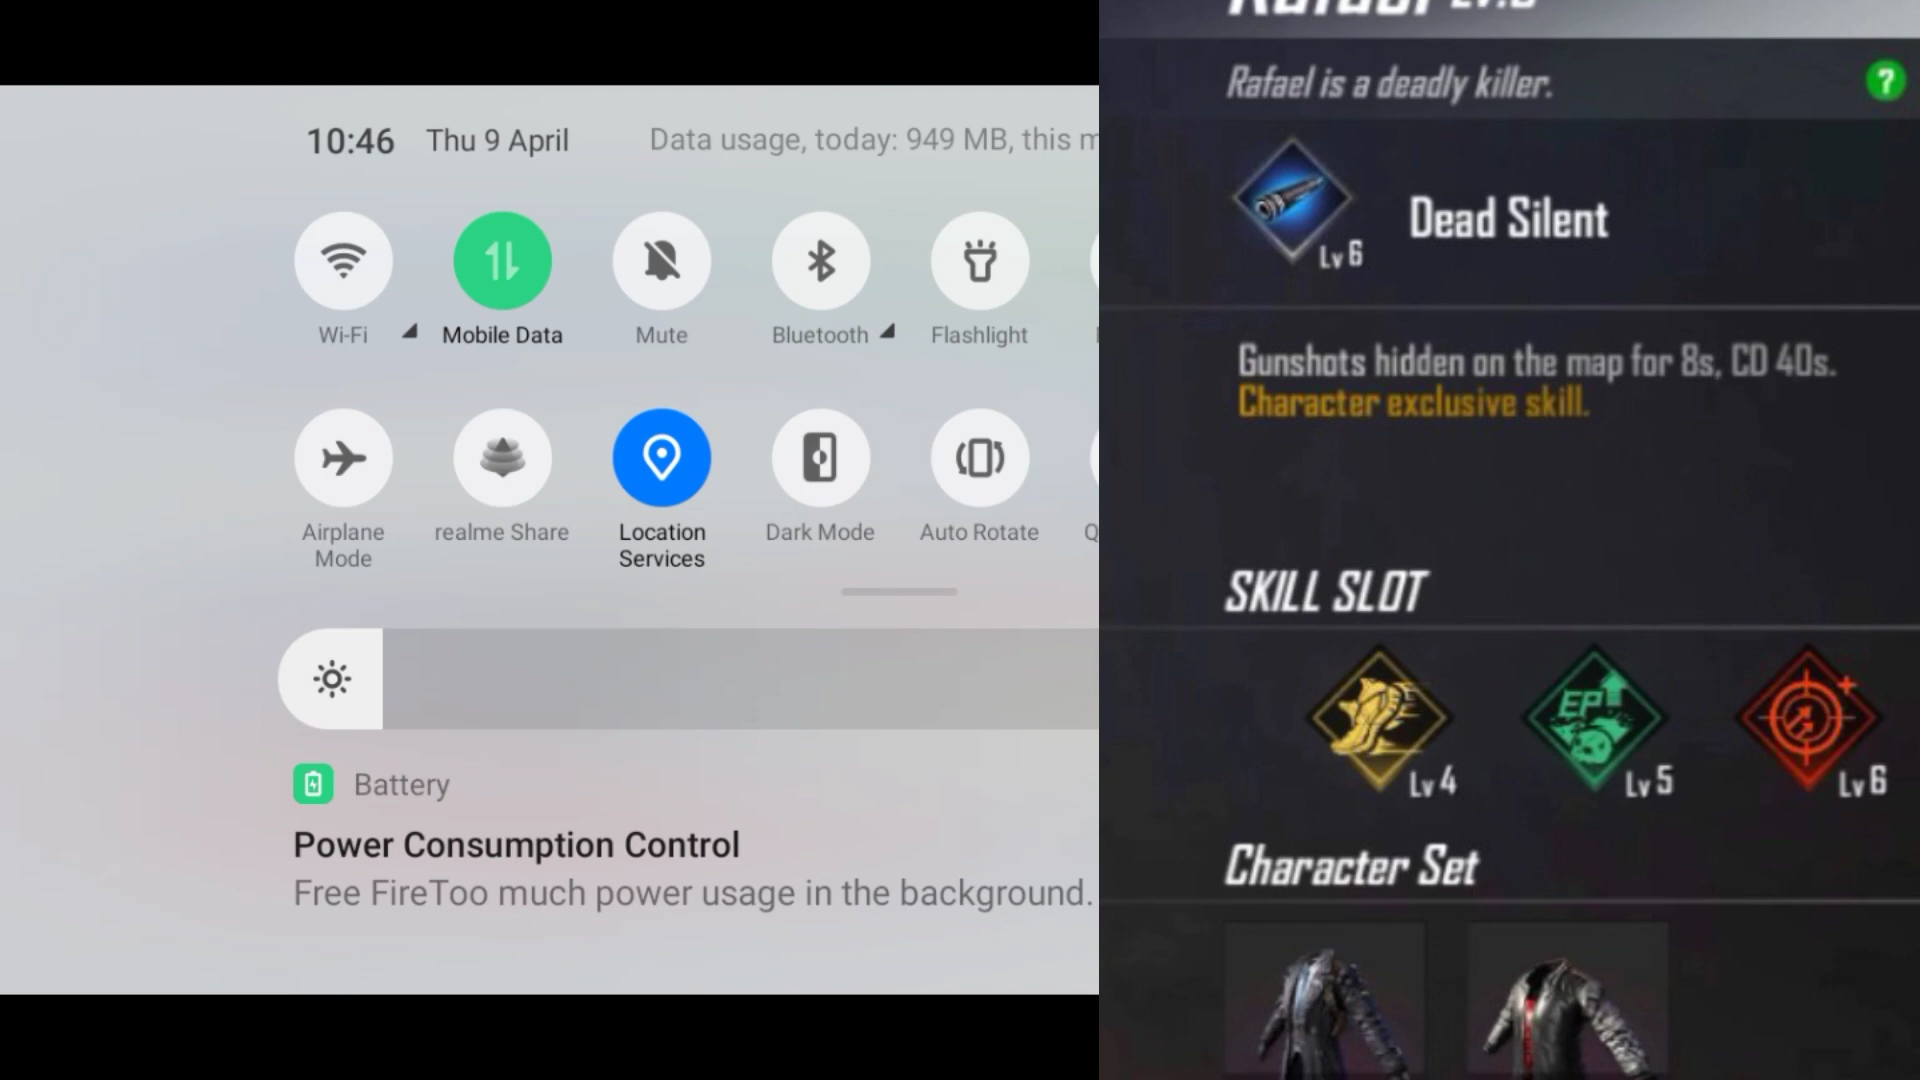 10:46 Thu 9 April Data usage, today: 949 MB, this
Wi-Fi Mobile Data Mute Bluetooth Flashlight
Airplane Mode realme Share Location Services Dark Mode Auto Rotate
Battery
Power Consumption Control
Free FireToo much power usage in the background.
Rafael Lv.
Rafael is a deadly killer.
?
Dead Silent
Lv 6
Gunshots hidden on the map for 8s, CD 40s.
Character exclusive skill.
SKILL SLOT
EP
Lv 4 Lv 5 Lv 6
Character Set